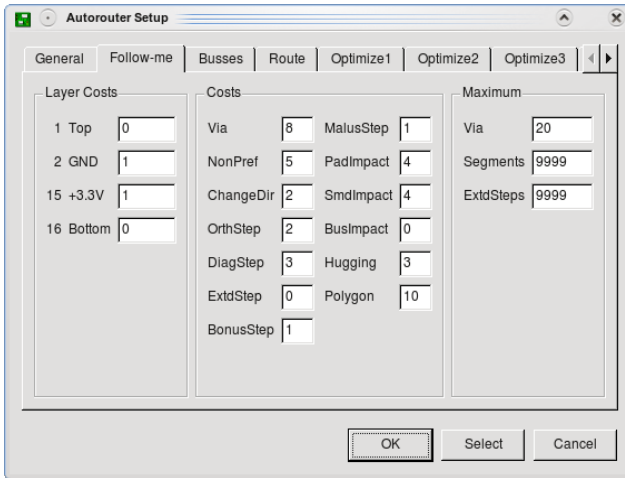 Autorouter Setup
General Follow-me Busses Route Optimize1 Optimize2 Optimize3
Layer Costs Costs Maximum
1 Top 0 Via 8 MalusStep 1 Via 20
2 GND 1 NonPref 5 PadImpact 4 Segments 9999
15 +3.3V 1 ChangeDir 2 SmdImpact 4 ExtdSteps 9999
16 Bottom 0 OrthStep 2 BusImpact 0
DiagStep 3 Hugging 3
ExtdStep 0 Polygon 10
BonusStep 1
OK Select Cancel